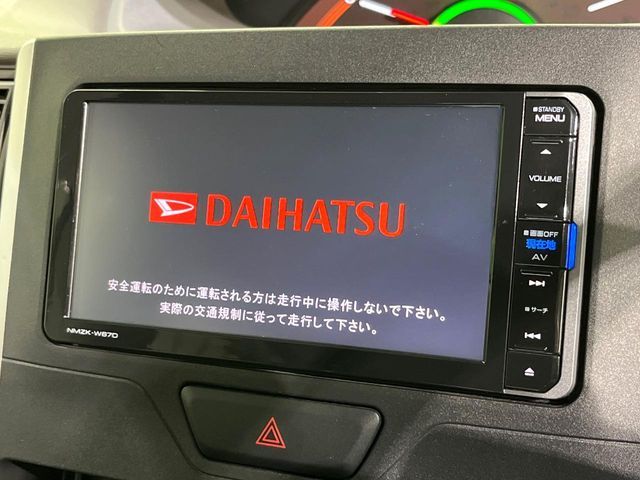 STANDBY
MENU
VOLUME
DAIHATSU
画面OFF
現在地
AV
安全運転のために運転される方は走行中に操作しないで下さい。
実際の交通規制に従って走行して下さい。
サーチ
NMZK-W67D